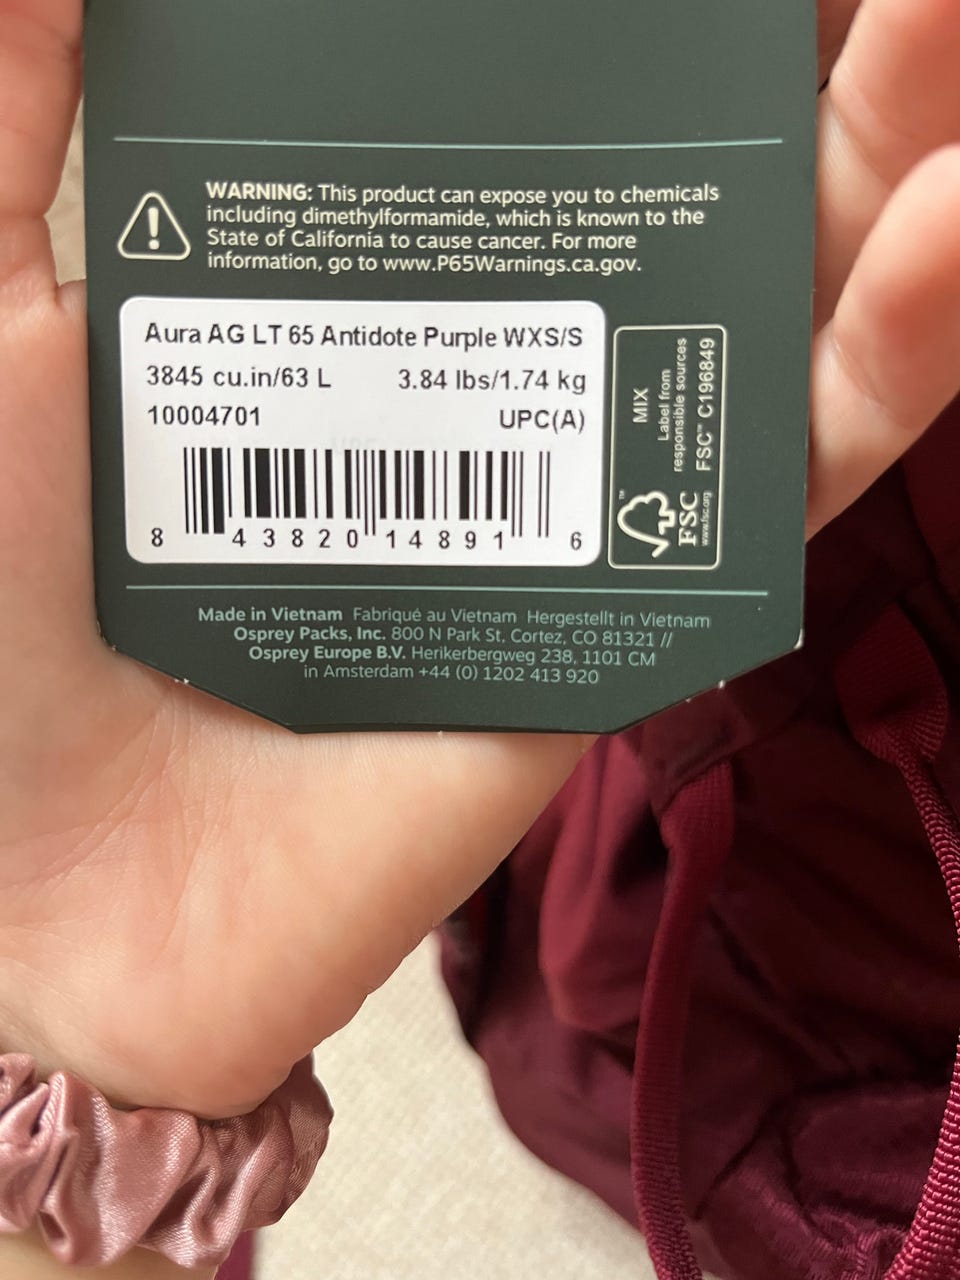 WARNING: This product can expose you to chemicals
including dimethylformamide, which is known to the
State of California to cause cancer. For more
information, go to www.P65Warnings.ca.gov.
Aura AG LT 65 Antidote Purple WXS/S
3845 cu.in/63 L 3.84 lbs/1.74 kg
10004701 UPC(A)
8 43820 14891 6
MIX
Label from
responsible sources
FSC™ C196849
™
FSC
www.fsc.org
Made in Vietnam Fabriqué au Vietnam Hergestellt in Vietnam
Osprey Packs, Inc. 800 N Park St, Cortez, CO 81321 //
Osprey Europe B.V. Herikerbergweg 238, 1101 CM
in Amsterdam +44 (0) 1202 413 920